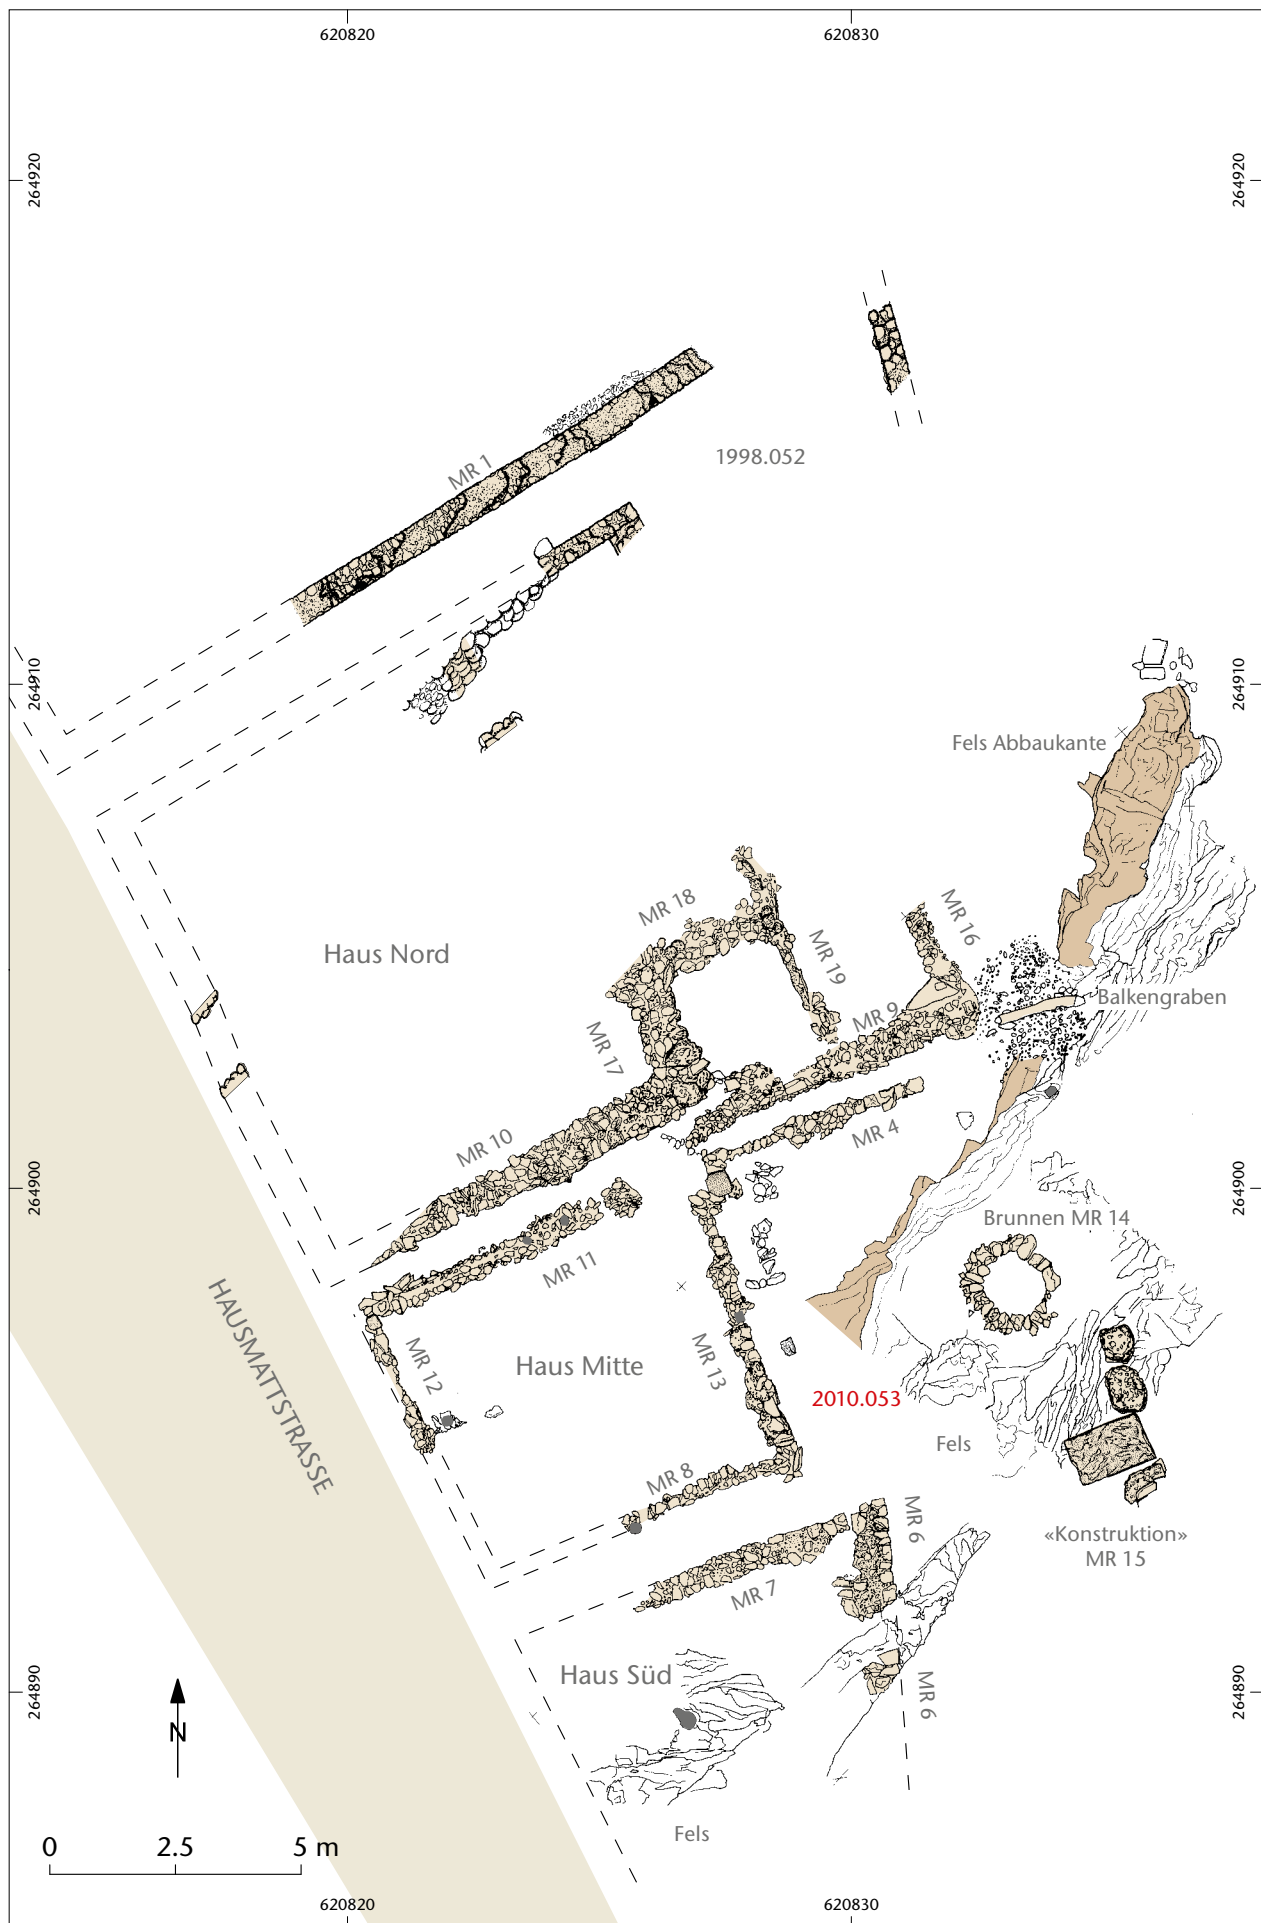 620820
620830
264920
264920
MR 1
1998.052
264910
264910
Fels Abbaukante
MR 18
MR 16
Haus Nord
MR 19
Balkengraben
MR 9
MR 17
MR 10
MR 4
264900
264900
Brunnen MR 14
MR 11
HAUSMATTSTRASSE
MR 12
Haus Mitte
MR 13
2010.053
Fels
MR 8
MR 6
«Konstruktion»
MR 15
MR 7
Haus Süd
MR 6
264890
264890
N
Fels
0 2.5 5 m
620820
620830